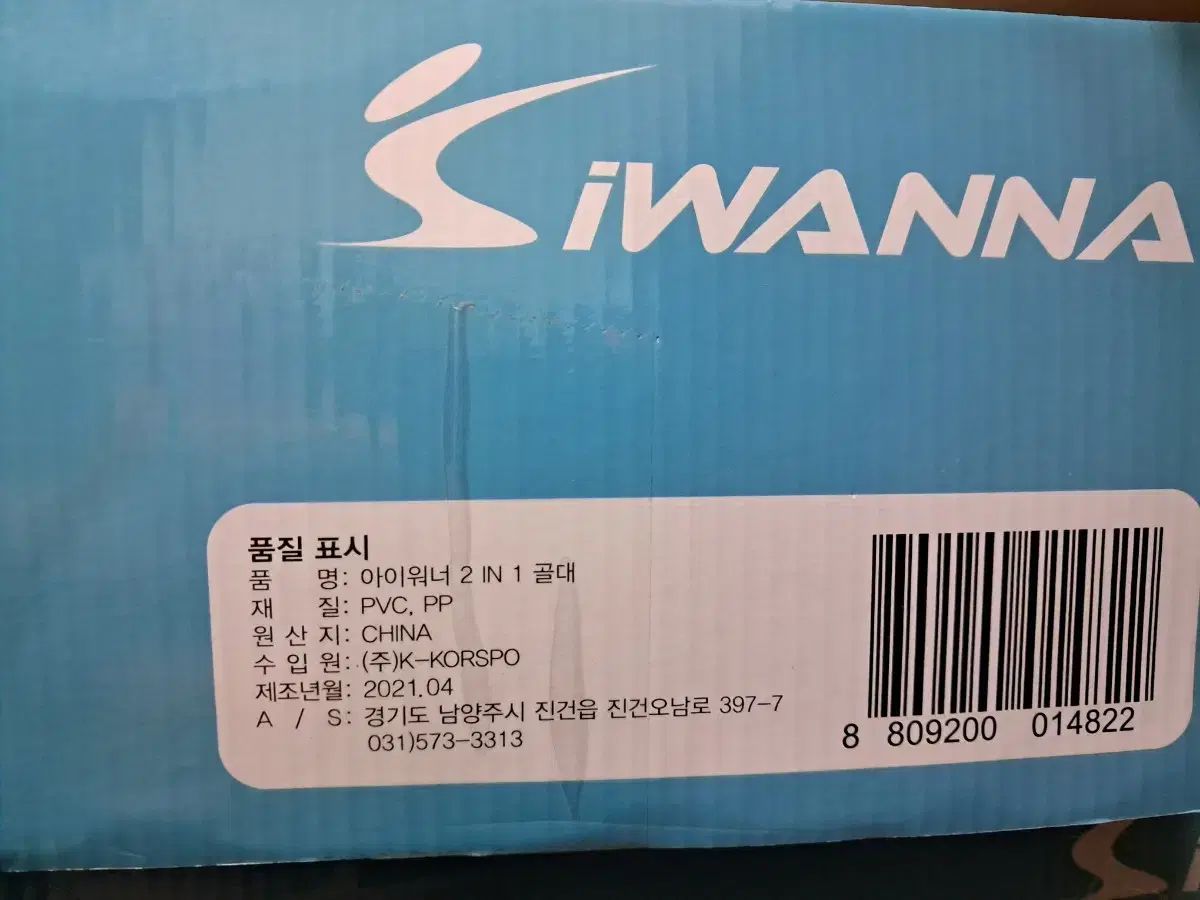 iWANNA
품질 표시
품 명: 아이워너 2 IN 1 골대
재 질: PVC, PP
원 산 지: CHINA
수 입 원: (주)K-KORSPO
제조년월: 2021.04
A / S: 경기도 남양주시 진건읍 진건오남로 397-7
031)573-3313
8 809200 014822